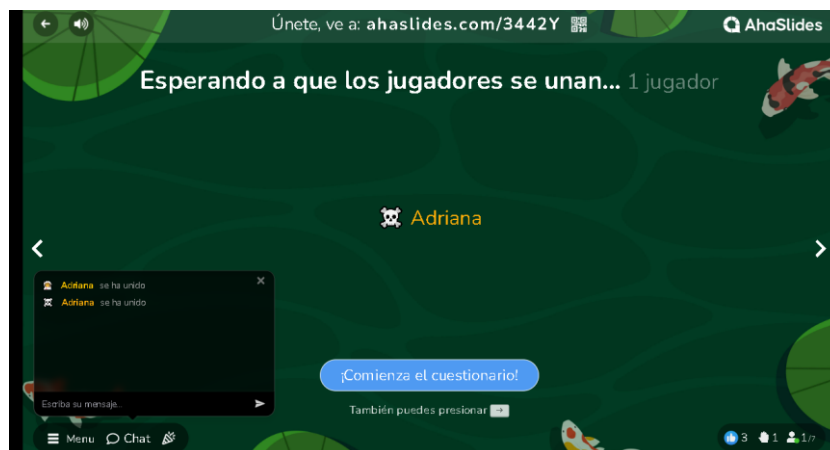 Únete, ve a: ahaslides.com/3442Y
AhaSlides
Esperando a que los jugadores se unan... 1 jugador
Adriana
Adriana se ha unido
Adriana se ha unido
Escriba su mensaje...
¡Comienza el cuestionario!
También puedes presionar →
Menu Chat
3 1 1/7